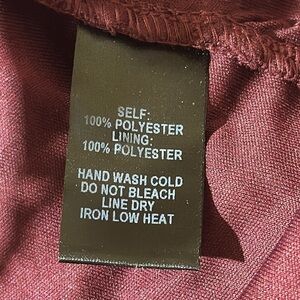 SELF:
100% POLYESTER
LINING:
100% POLYESTER
HAND WASH COLD
DO NOT BLEACH
LINE DRY
IRON LOW HEAT